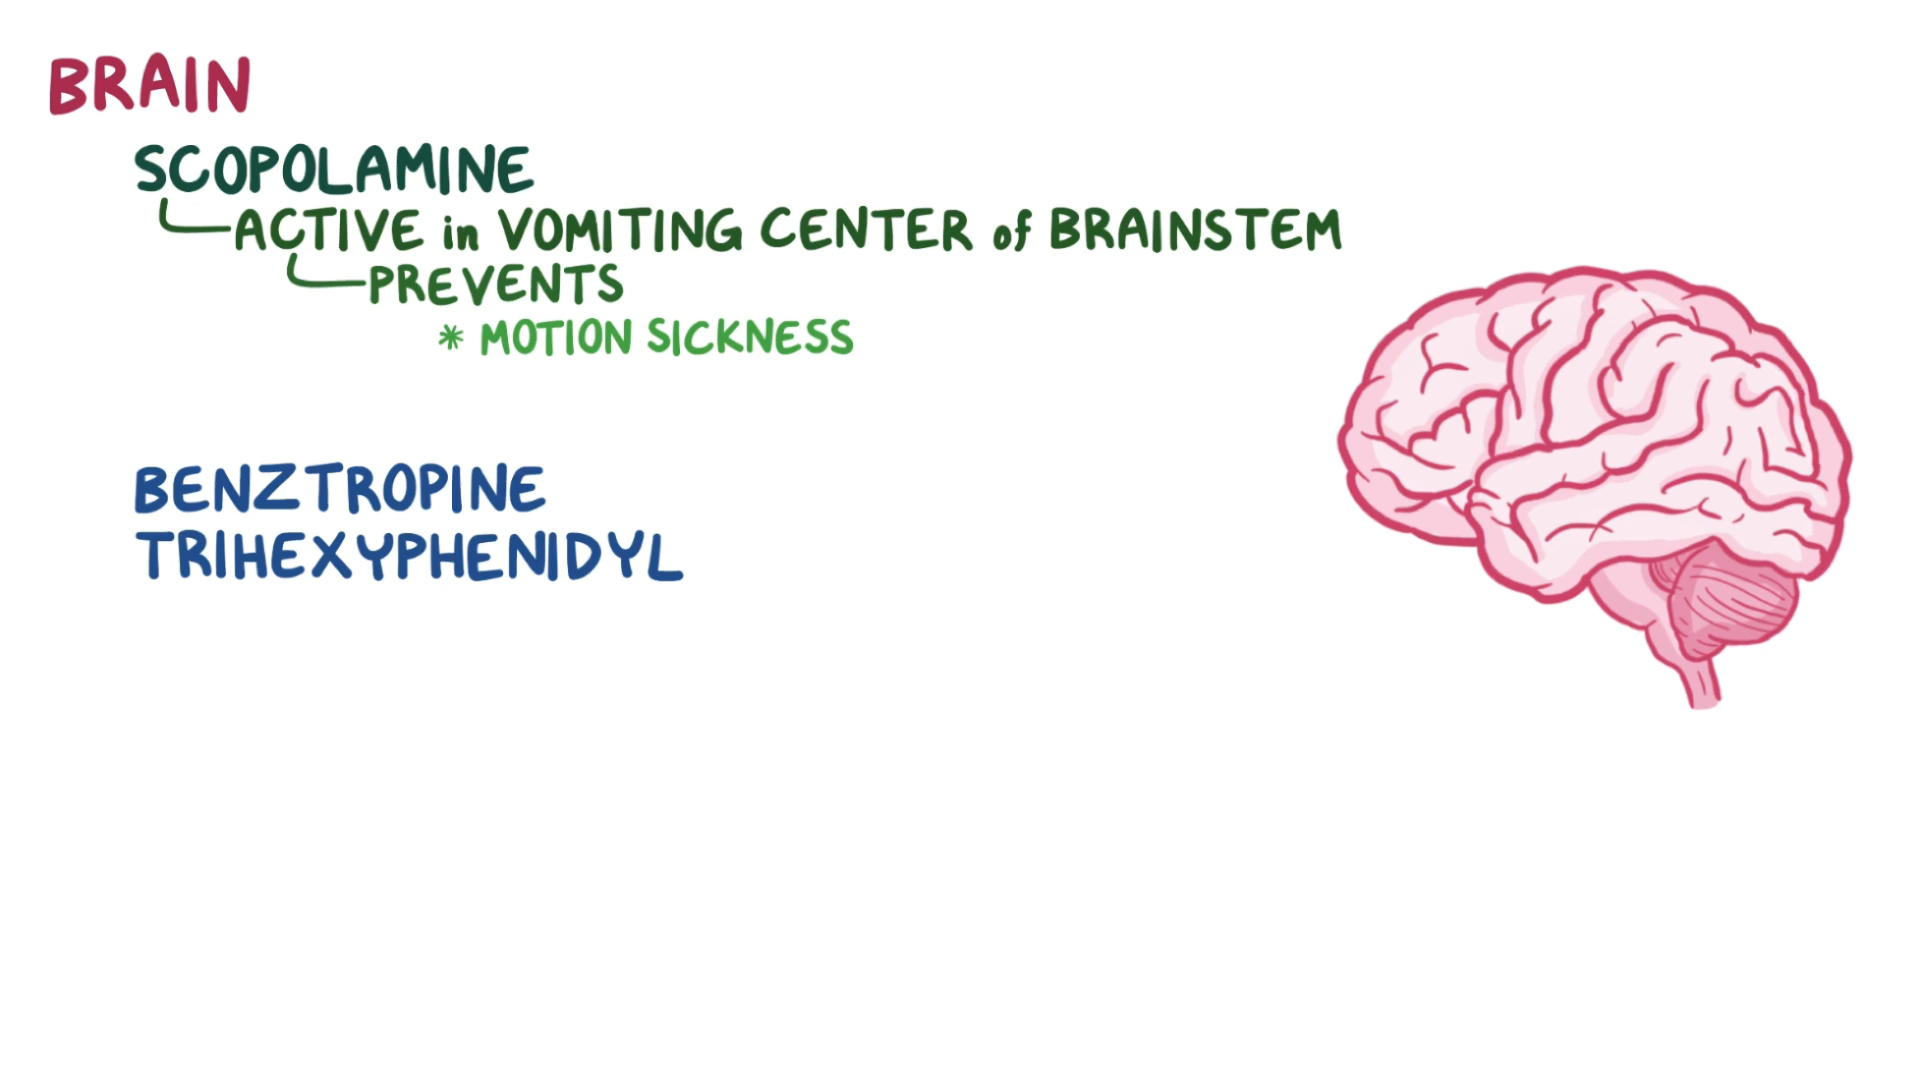 BRAIN
SCOPOLAMINE
ACTIVE in VOMITING CENTER of BRAINSTEM
PREVENTS
* MOTION SICKNESS
BENZTROPINE
TRIHEXYPHENIDYL